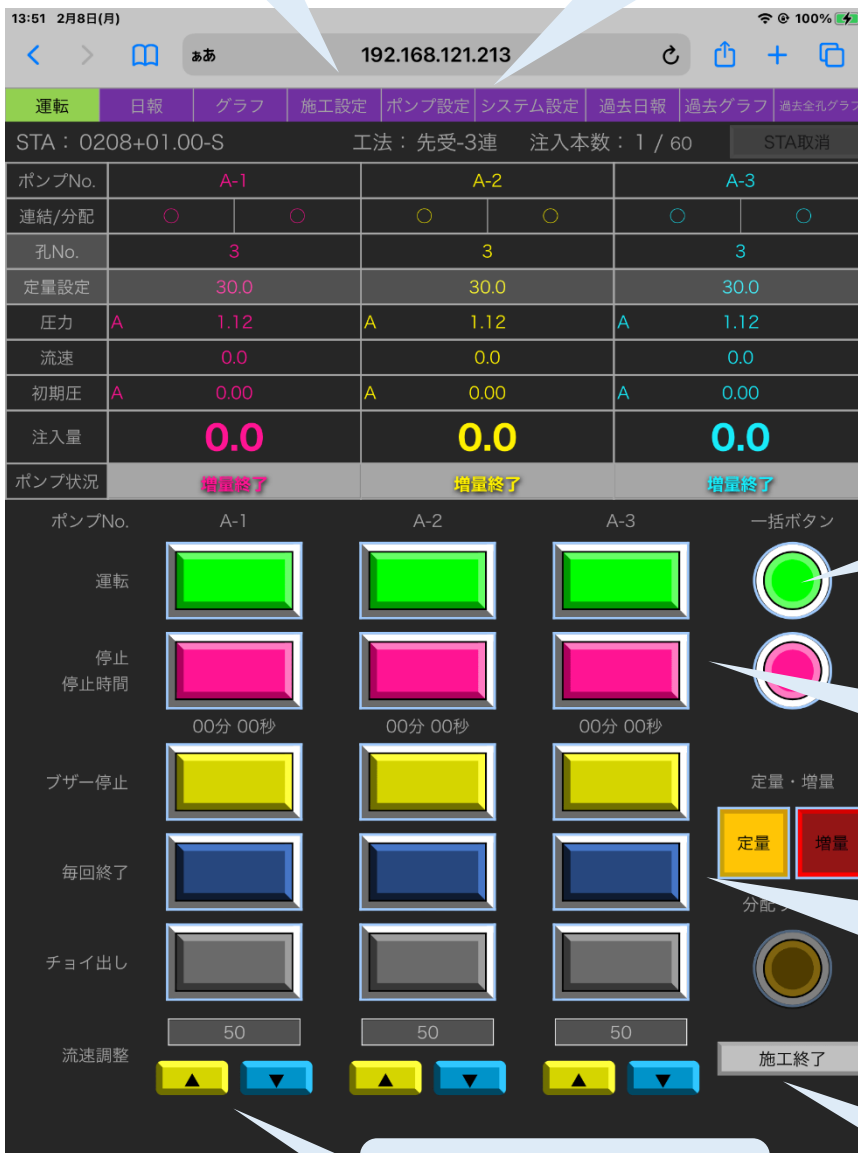 13:51 2月8日(月) 100%
ぁあ 192.168.121.213
運転 日報 グラフ 施工設定 ポンプ設定 システム設定 過去日報 過去グラフ 過去全孔グラフ
STA : 0208+01.00-S 工法 : 先受-3連 注入本数 : 1 / 60 STA取消
ポンプNo. A-1 A-2 A-3
連結/分配 ○ ○ ○ ○ ○ ○
孔No. 3 3 3
定量設定 30.0 30.0 30.0
圧力 A 1.12 A 1.12 A 1.12
流速 0.0 0.0 0.0
初期圧 A 0.00 A 0.00 A 0.00
注入量 0.0 0.0 0.0
ポンプ状況 増量終了 増量終了 増量終了
ポンプNo. A-1 A-2 A-3 一括ボタン
運転
停止
停止時間
00分 00秒 00分 00秒 00分 00秒
ブザー停止 定量・増量
定量 増量
毎回終了
分配
チョイ出し
50 50 50
流速調整 施工終了
▲ ▼ ▲ ▼ ▲ ▼